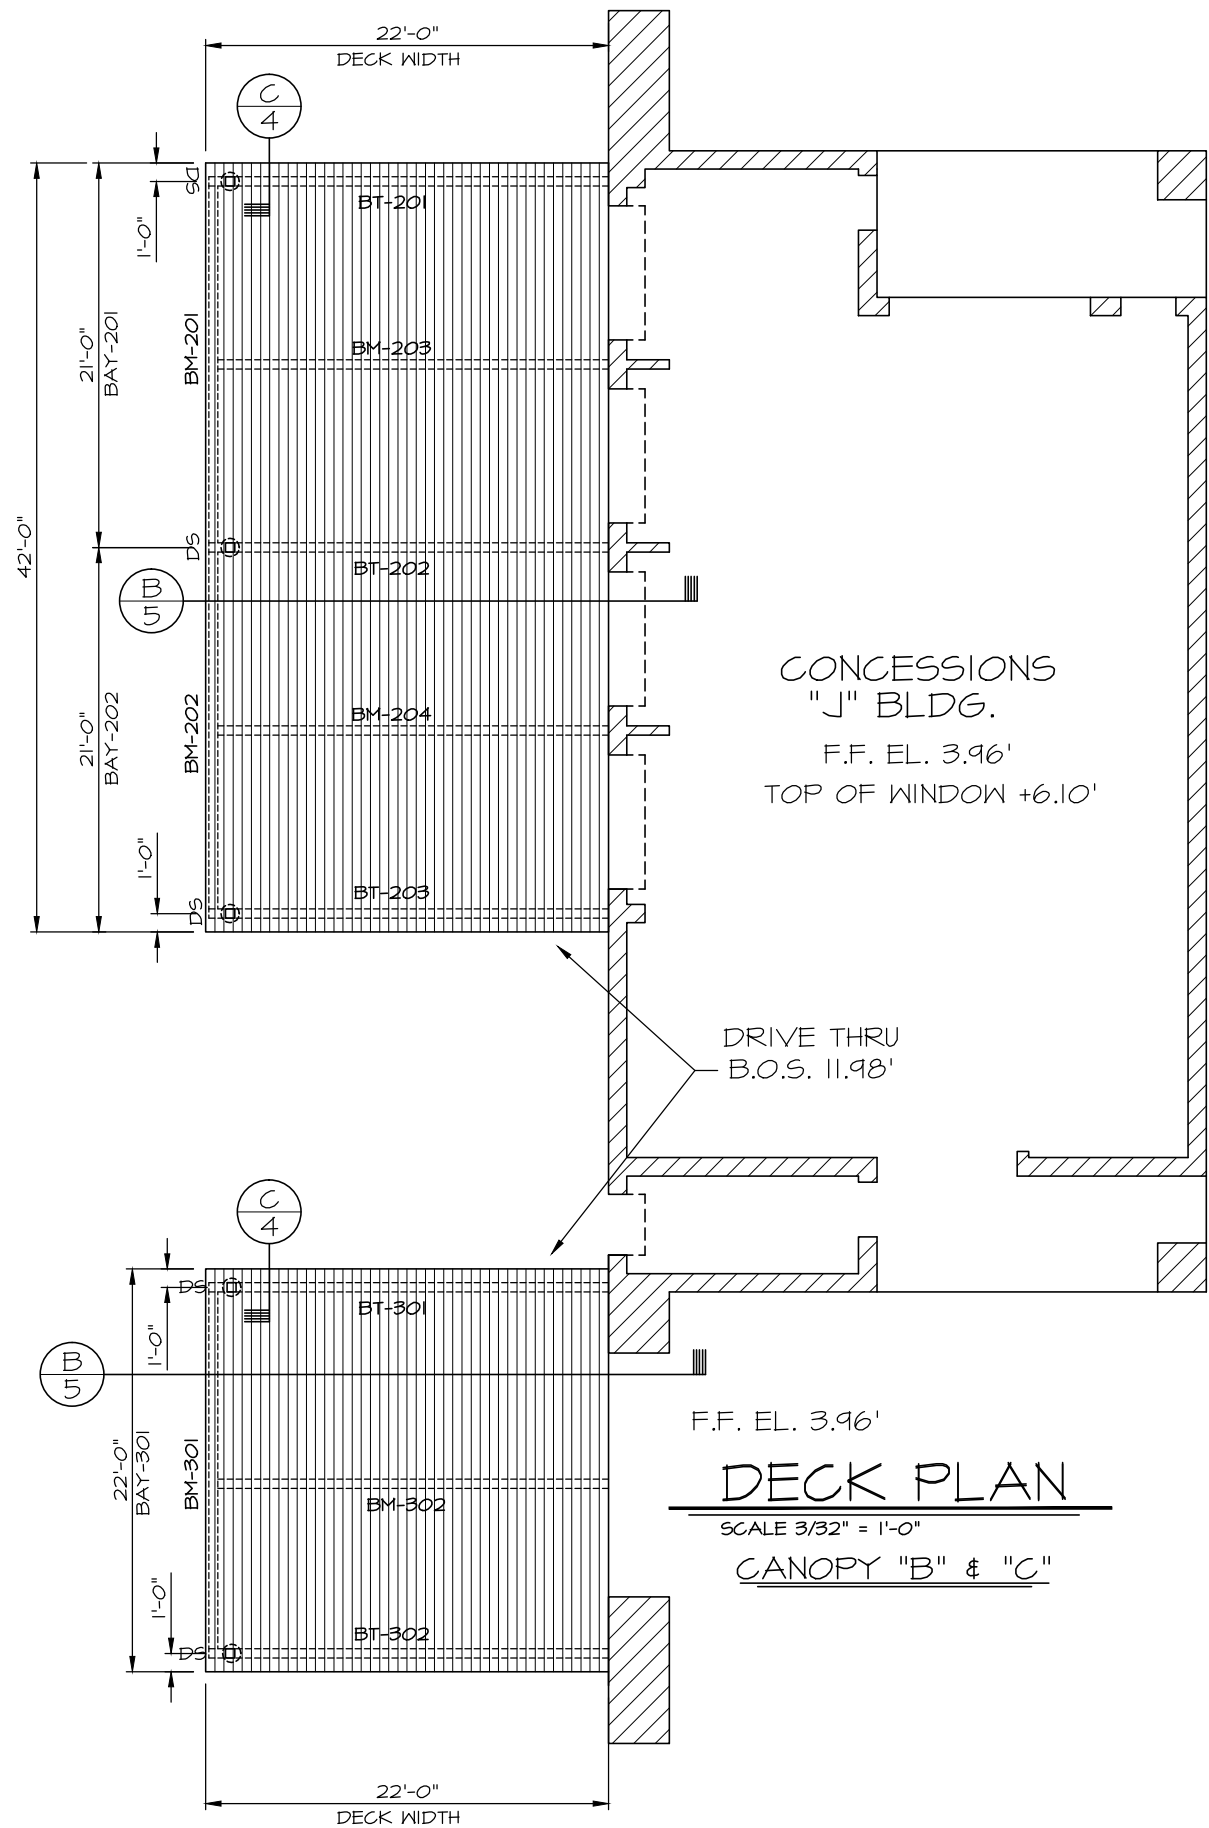 22'-0"
DECK WIDTH
C
4
DS
1'-0"
BT-201
21'-0"
BAY-201
BM-201
BM-203
42'-0"
DS
BT-202
B
5
CONCESSIONS
"J" BLDG.
F.F. EL. 3.96'
TOP OF WINDOW +6.10'
21'-0"
BAY-202
BM-202
BM-204
1'-0"
DS
BT-203
DRIVE THRU
B.O.S. 11.98'
C
4
DS
BT-301
1'-0"
B
5
F.F. EL. 3.96'
22'-0"
BAY-301
BM-301
BM-302
DECK PLAN
SCALE 3/32" = 1'-0"
CANOPY "B" & "C"
1'-0"
DS
BT-302
22'-0"
DECK WIDTH